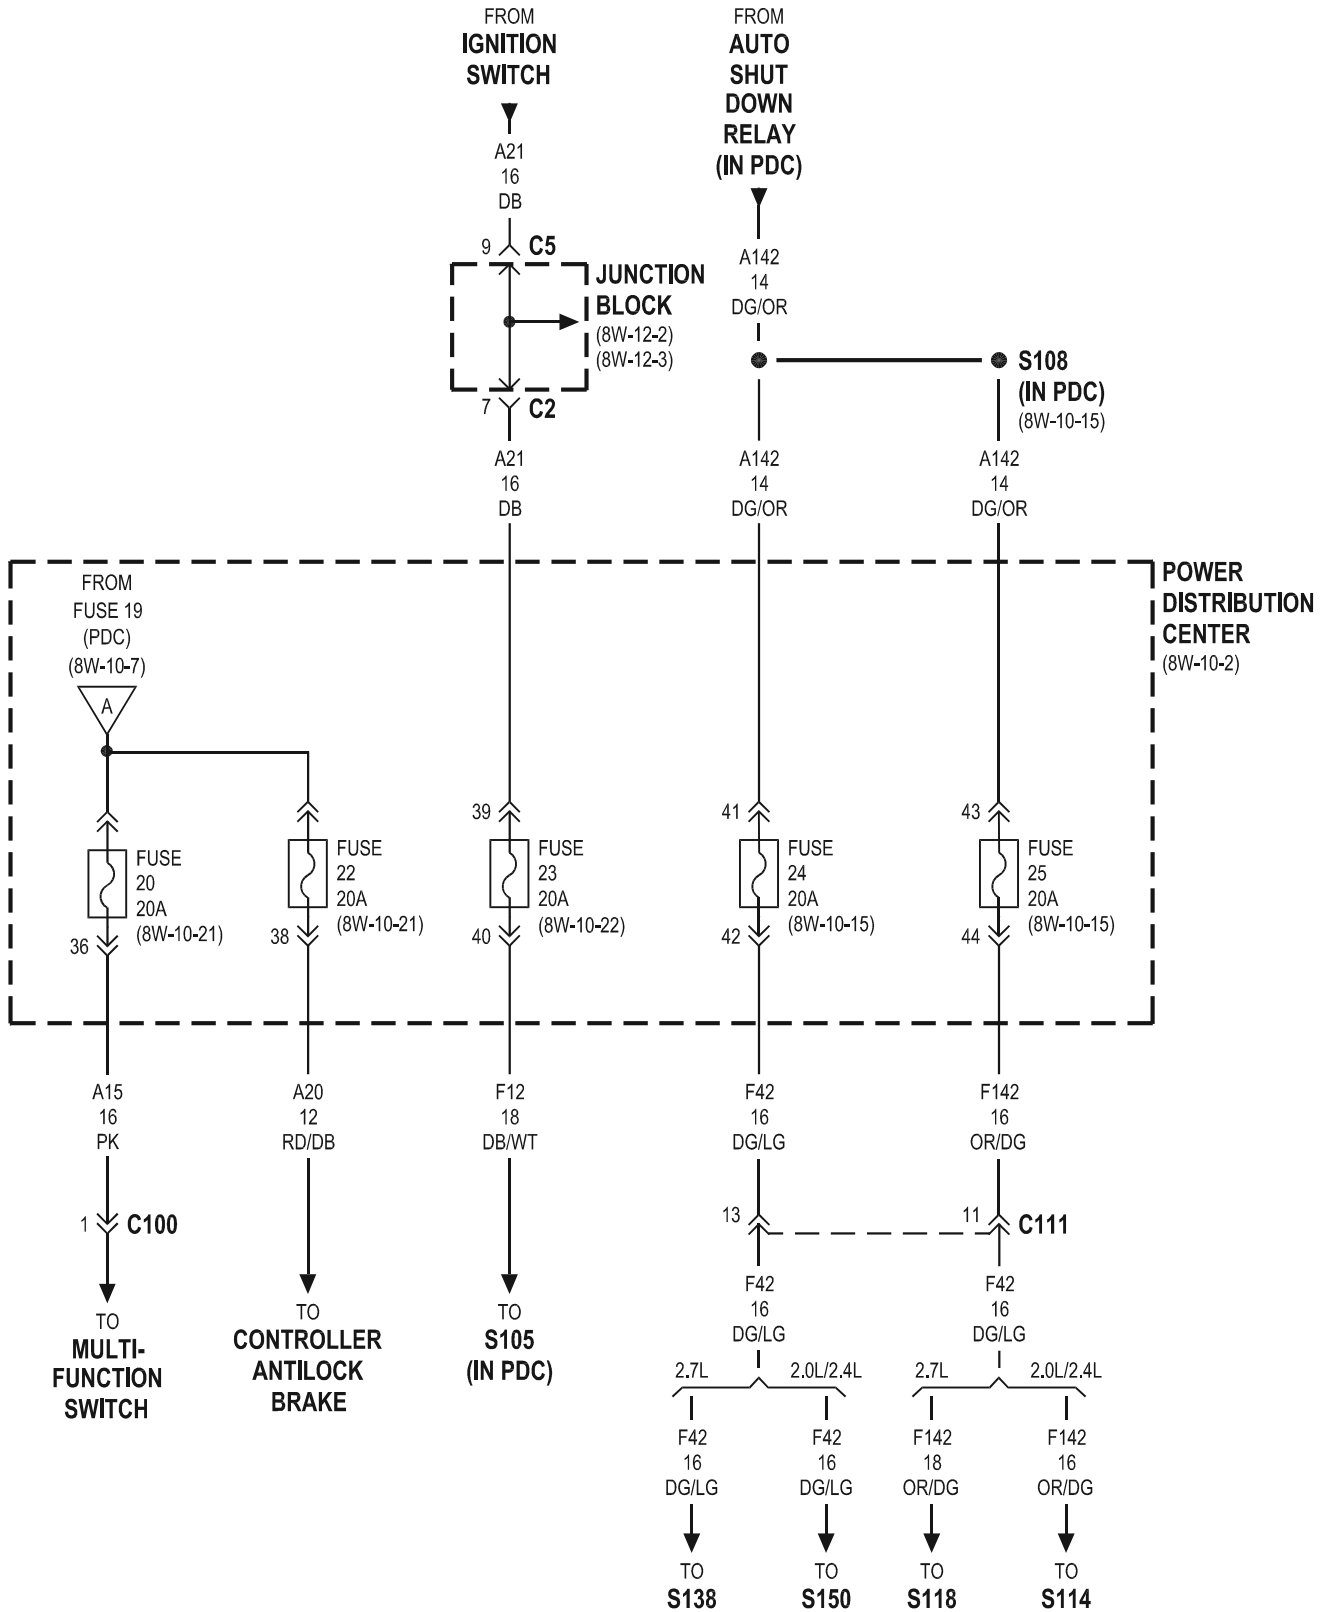 FROM
IGNITION
SWITCH
FROM
AUTO
SHUT
DOWN
RELAY
(IN PDC)
A21
16
DB
9
C5
A142
14
DG/OR
JUNCTION
BLOCK
(8W-12-2)
(8W-12-3)
7
C2
S108
(IN PDC)
(8W-10-15)
A21
16
DB
A142
14
DG/OR
A142
14
DG/OR
POWER
DISTRIBUTION
CENTER
(8W-10-2)
FROM
FUSE 19
(PDC)
(8W-10-7)
A
FUSE
20
20A
(8W-10-21)
36
FUSE
22
20A
(8W-10-21)
38
39
FUSE
23
20A
(8W-10-22)
40
41
FUSE
24
20A
(8W-10-15)
42
43
FUSE
25
20A
(8W-10-15)
44
A15
16
PK
A20
12
RD/DB
F12
18
DB/WT
F42
16
DG/LG
F142
16
OR/DG
1
C100
13
11
C111
TO
MULTI-
FUNCTION
SWITCH
TO
CONTROLLER
ANTILOCK
BRAKE
TO
S105
(IN PDC)
F42
16
DG/LG
F42
16
DG/LG
2.7L
2.0L/2.4L
2.7L
2.0L/2.4L
F42
16
DG/LG
F42
16
DG/LG
F142
18
OR/DG
F142
16
OR/DG
TO
S138
TO
S150
TO
S118
TO
S114